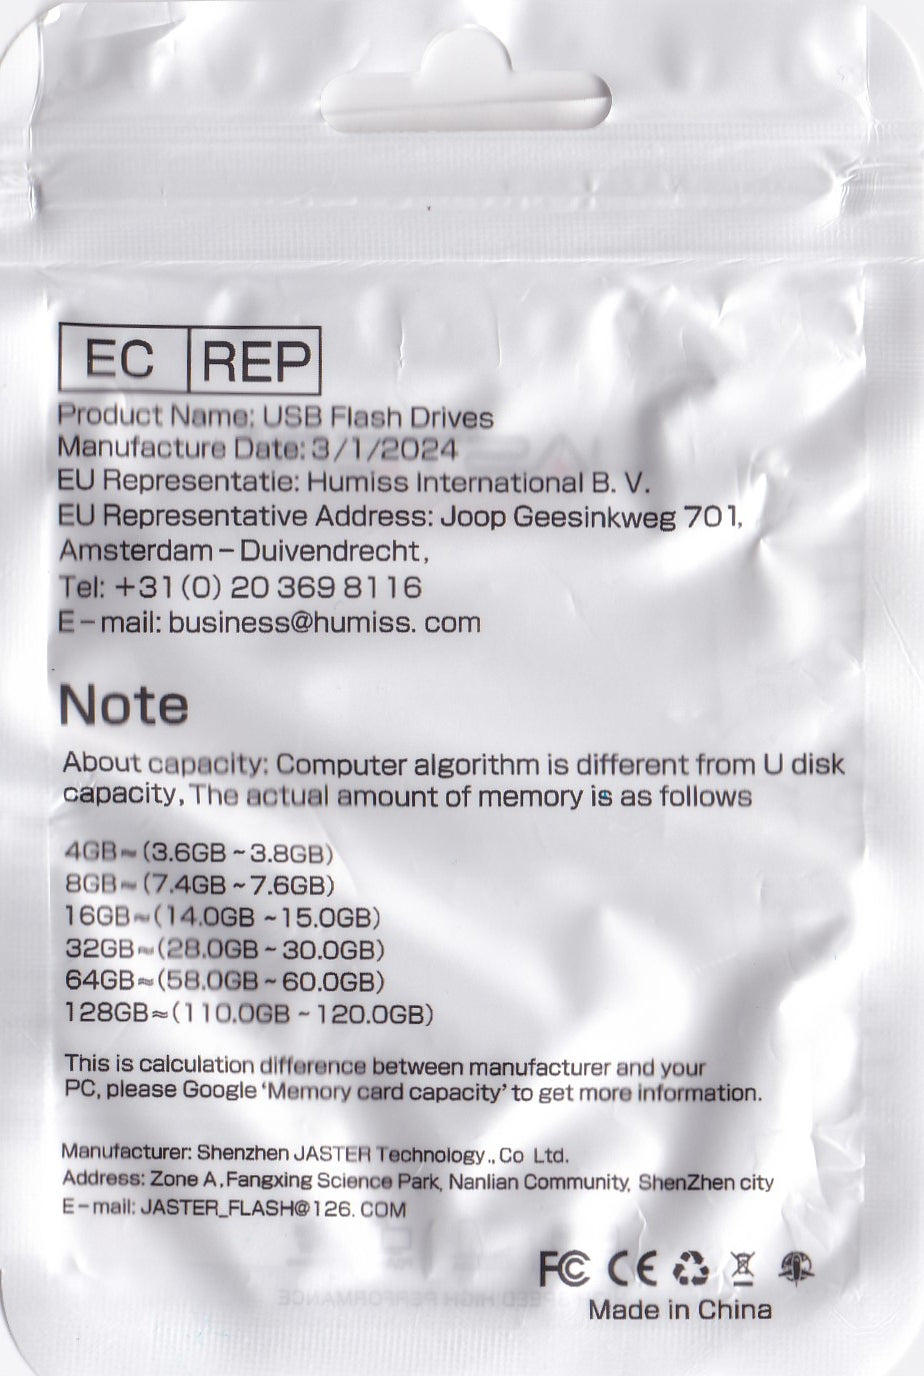 EC REP
Product Name: USB Flash Drives
Manufacture Date: 3/1/2024
EU Representatie: Humiss International B. V.
EU Representative Address: Joop Geesinkweg 701,
Amsterdam – Duivendrecht,
Tel: +31(0) 20 369 8116
E-mail: business@humiss. com
Note
About capacity: Computer algorithm is different from U disk
capacity, The actual amount of memory is as follows
4GB≈(3.6GB ~ 3.8GB)
8GB≈(7.4GB ~ 7.6GB)
16GB≈(14.0GB ~ 15.0GB)
32GB≈(28.0GB ~ 30.0GB)
64GB≈(58.0GB ~ 60.0GB)
128GB≈(110.0GB ~ 120.0GB)
This is calculation difference between manufacturer and your
PC, please Google ‘Memory card capacity’ to get more information.
Manufacturer: Shenzhen JASTER Technology., Co Ltd.
Address: Zone A, Fangxing Science Park, Nanlian Community, ShenZhen city
E-mail: JASTER_FLASH@126. COM
FC CE
Made in China